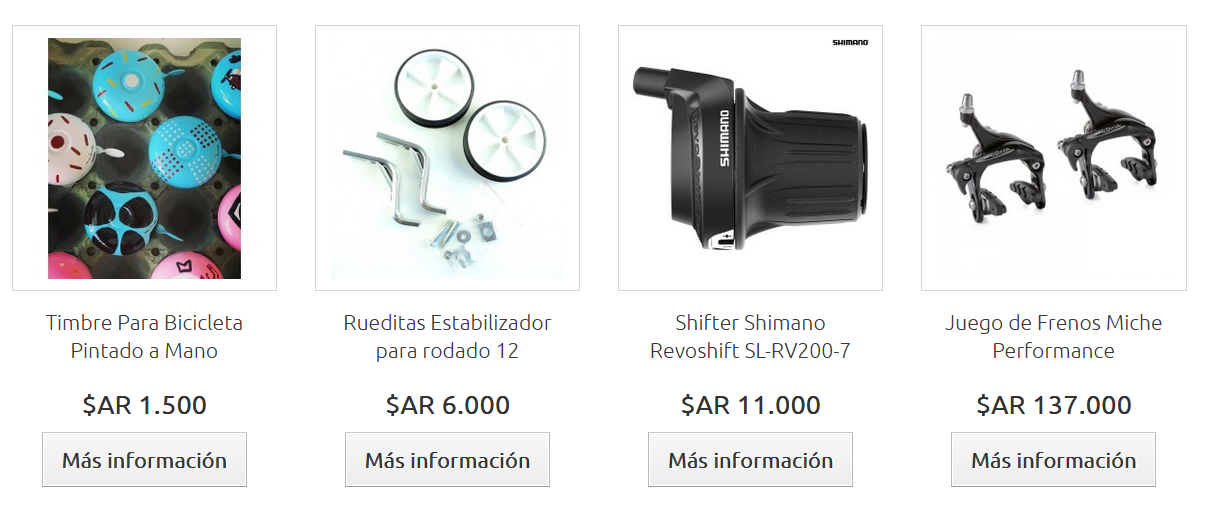 SHIMANO
SHIMANO
Timbre Para Bicicleta
Pintado a Mano
$AR 1.500
Más información
Rueditas Estabilizador
para rodado 12
$AR 6.000
Más información
Shifter Shimano
Revoshift SL-RV200-7
$AR 11.000
Más información
Juego de Frenos Miche
Performance
$AR 137.000
Más información